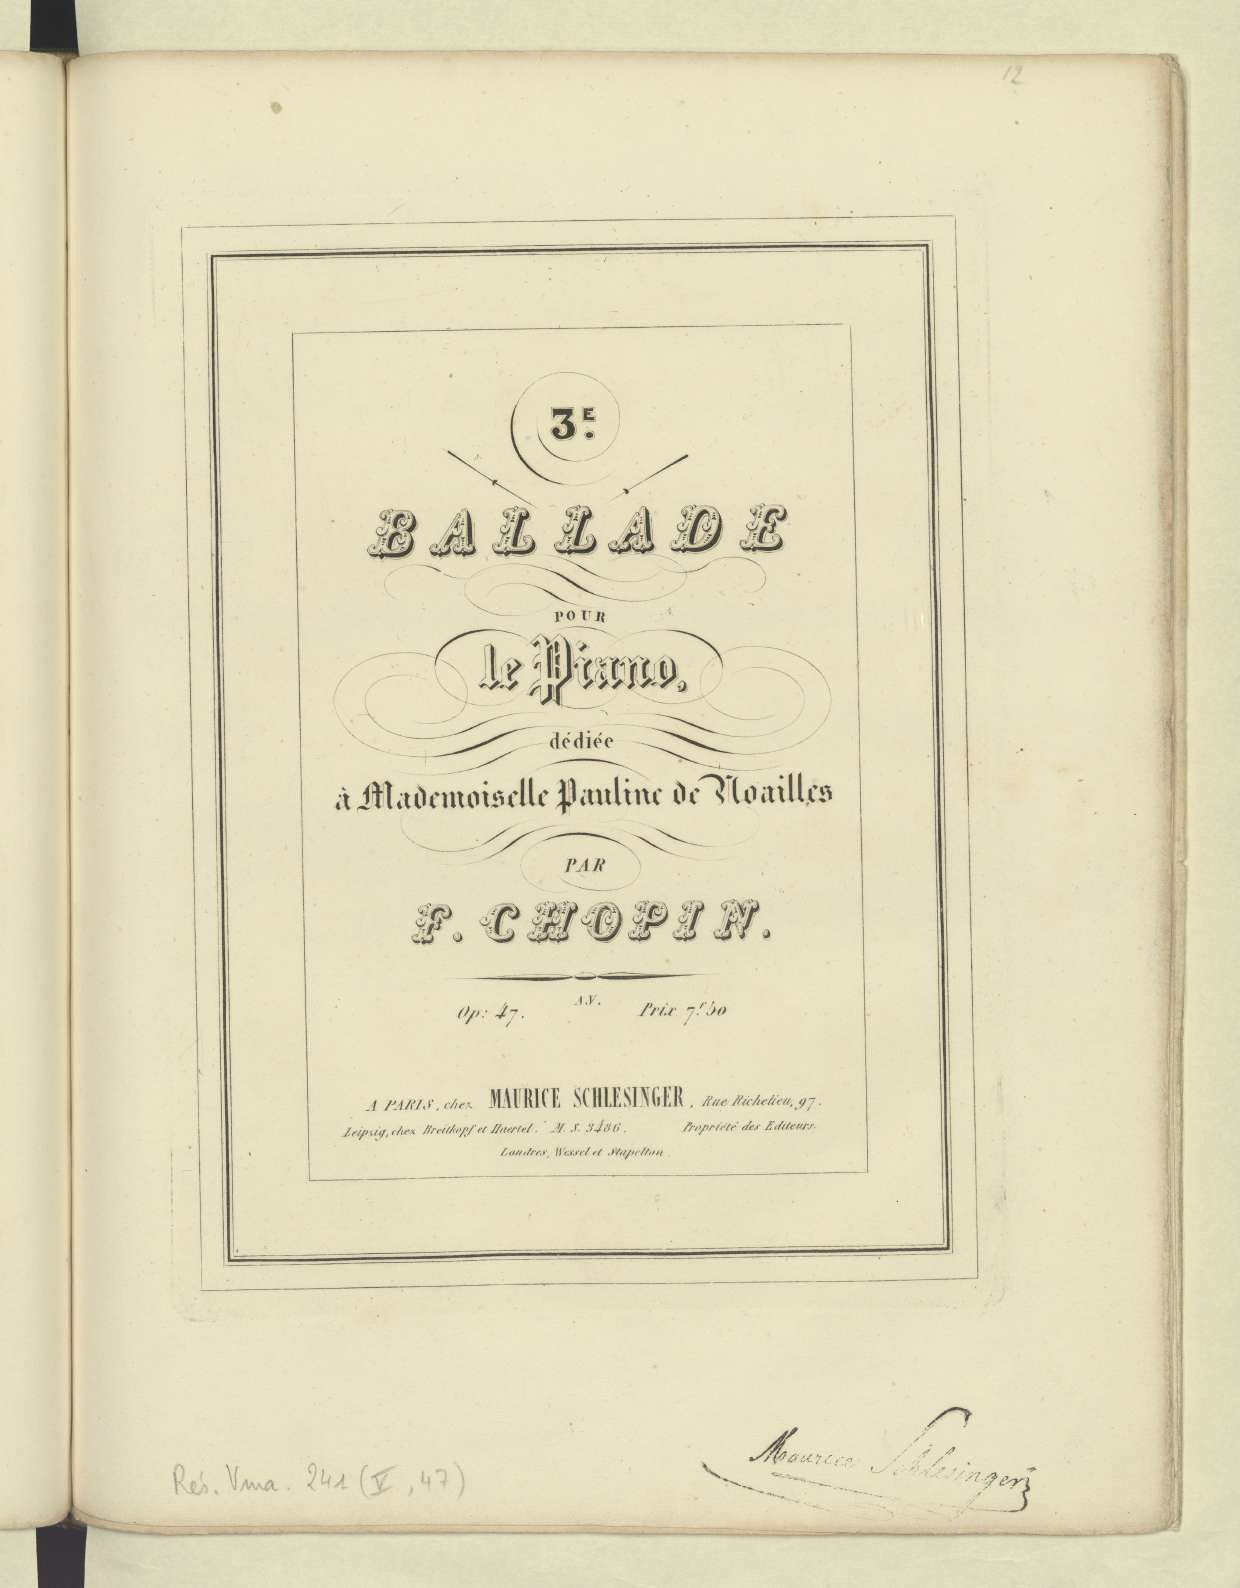 12
3E.
BALLADE
POUR
le Piano,
dédiée
à Mademoiselle Pauline de Noailles
PAR
F. CHOPIN.
A.V.
Op: 47. Prix 7f. 50
A PARIS, chez MAURICE SCHLESINGER, Rue Richelieu, 97.
Leipzig, chez Breitkopf et Haertel. M. S. 3486. Propriété des Editeurs.
Londres, Wessel et Stapelton.
Maurice Schlesinger
Rés. Vma. 241 (V, 47)